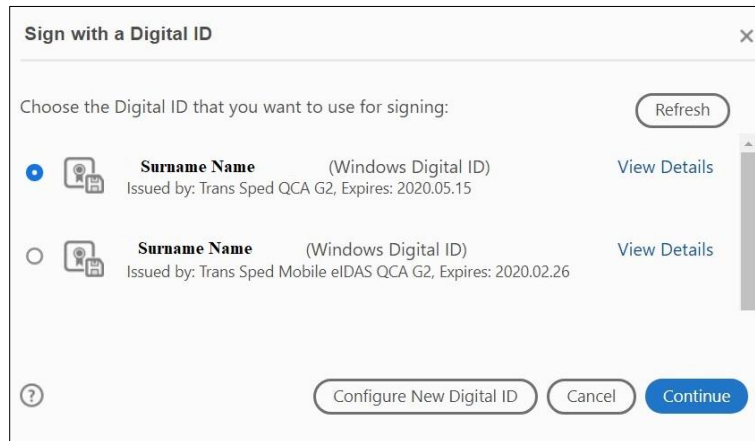 Sign with a Digital ID
Choose the Digital ID that you want to use for signing:
Refresh
Surname Name (Windows Digital ID)
View Details
Issued by: Trans Sped QCA G2, Expires: 2020.05.15
Surname Name (Windows Digital ID)
View Details
Issued by: Trans Sped Mobile eIDAS QCA G2, Expires: 2020.02.26
Configure New Digital ID
Cancel
Continue